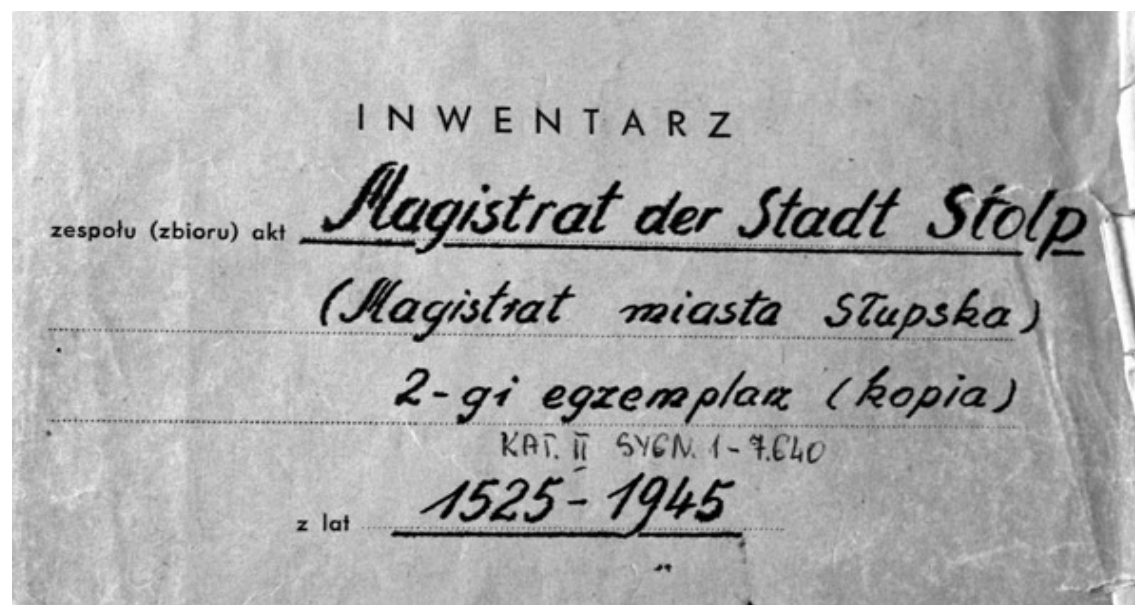 INWENTARZ
zespołu (zbioru) akt Magistrat der Stadt Stolp
(Magistrat miasta Słupska)
2-gi egzemplarz (kopia)
KAT. II SYGN. 1-7.640
z lat 1525-1945